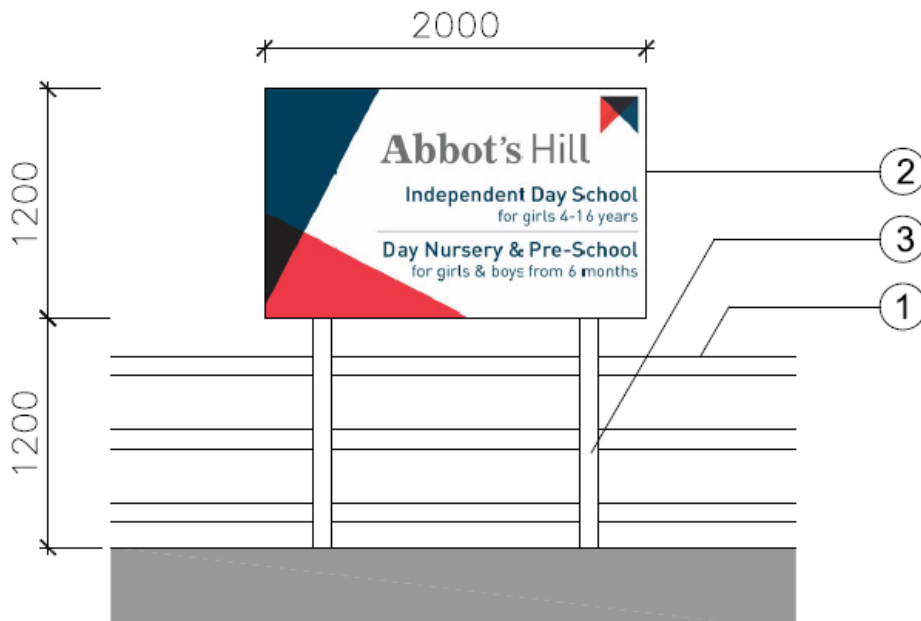 2000
1200
Abbot's Hill
Independent Day School
for girls 4-16 years
Day Nursery & Pre-School
for girls & boys from 6 months
2
3
1
1200